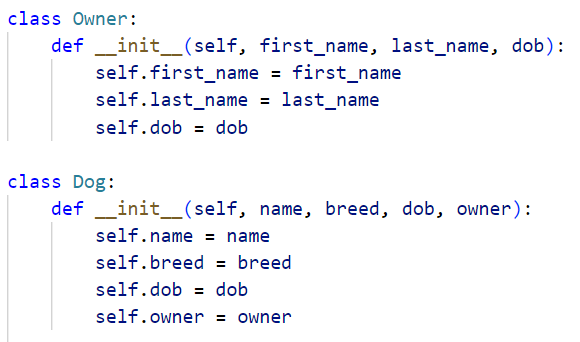 class Owner:
    def __init__(self, first_name, last_name, dob):
        self.first_name = first_name
        self.last_name = last_name
        self.dob = dob

class Dog:
    def __init__(self, name, breed, dob, owner):
        self.name = name
        self.breed = breed
        self.dob = dob
        self.owner = owner